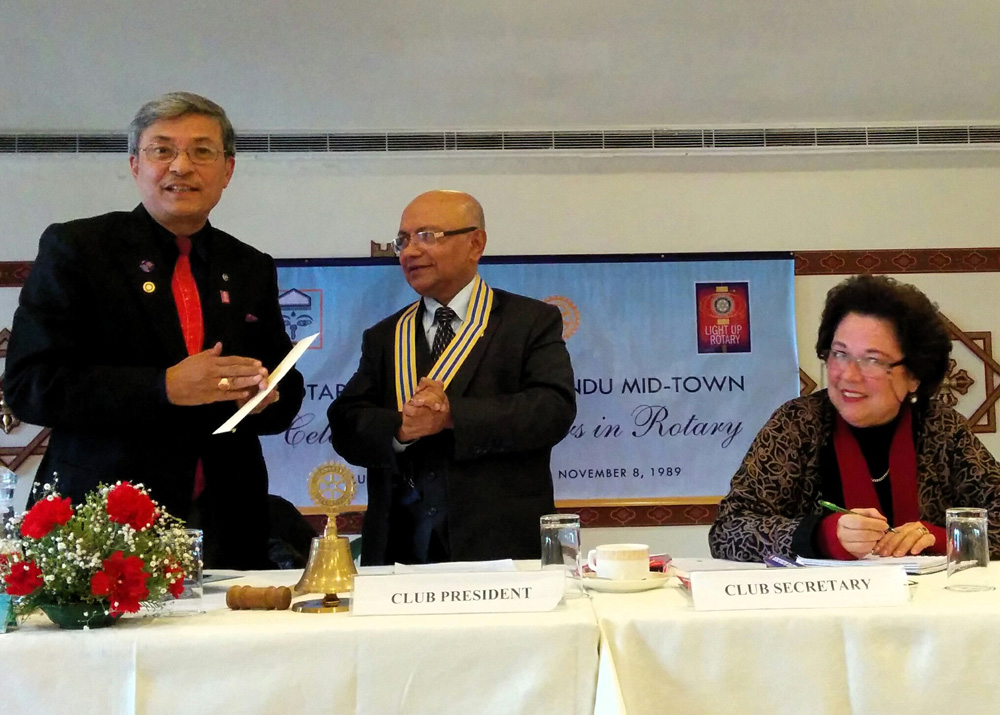 LIGHT UP
ROTARY
MID-TOWN
in Rotary
NOVEMBER 8, 1989
CLUB PRESIDENT
CLUB SECRETARY